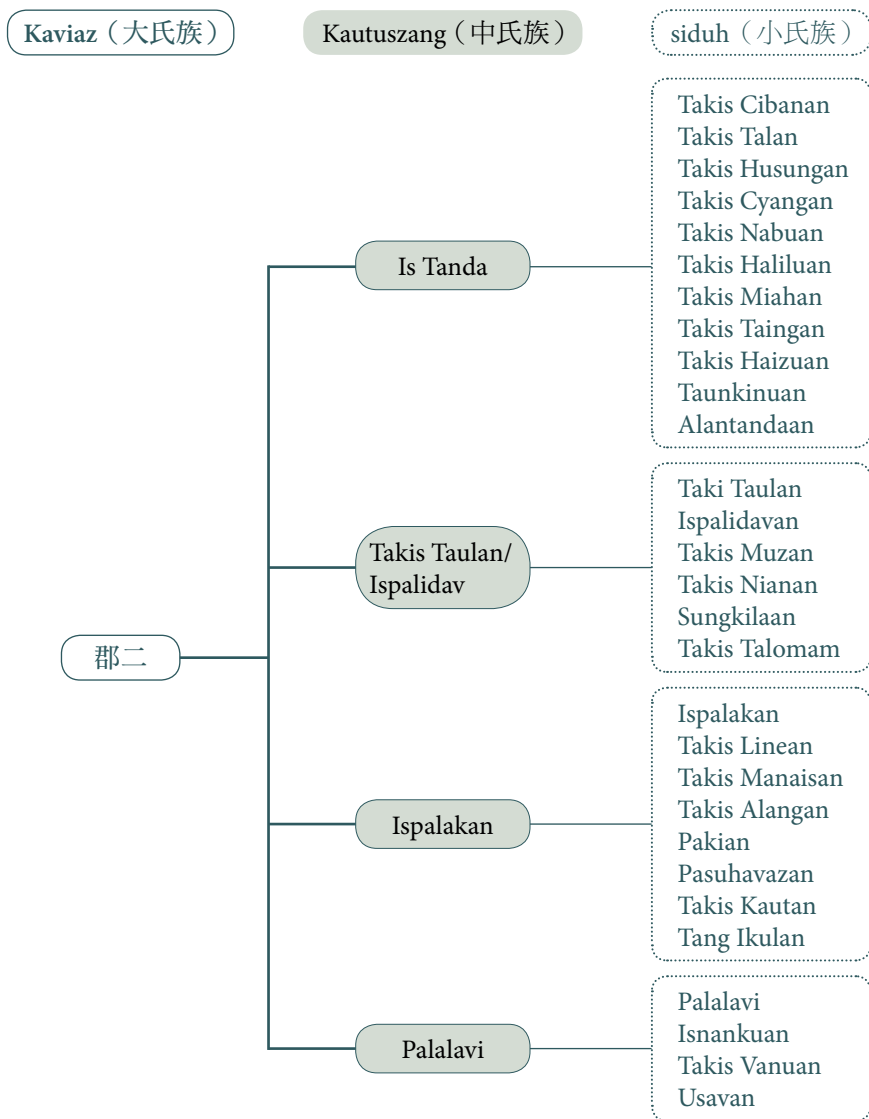 Kaviaz（大氏族）
Kautuszang（中氏族）
siduh（小氏族）
郡二
Is Tanda
Takis Cibanan
Takis Talan
Takis Husungan
Takis Cyangan
Takis Nabuan
Takis Haliluan
Takis Miahan
Takis Taingan
Takis Haizuan
Taunkinuan
Alantandaan
Takis Taulan/
Ispalidav
Taki Taulan
Ispalidavan
Takis Muzan
Takis Nianan
Sungkilaan
Takis Talomam
Ispalakan
Ispalakan
Takis Linean
Takis Manaisan
Takis Alangan
Pakian
Pasuhavazan
Takis Kautan
Tang Ikulan
Palalavi
Palalavi
Isnankuan
Takis Vanuan
Usavan